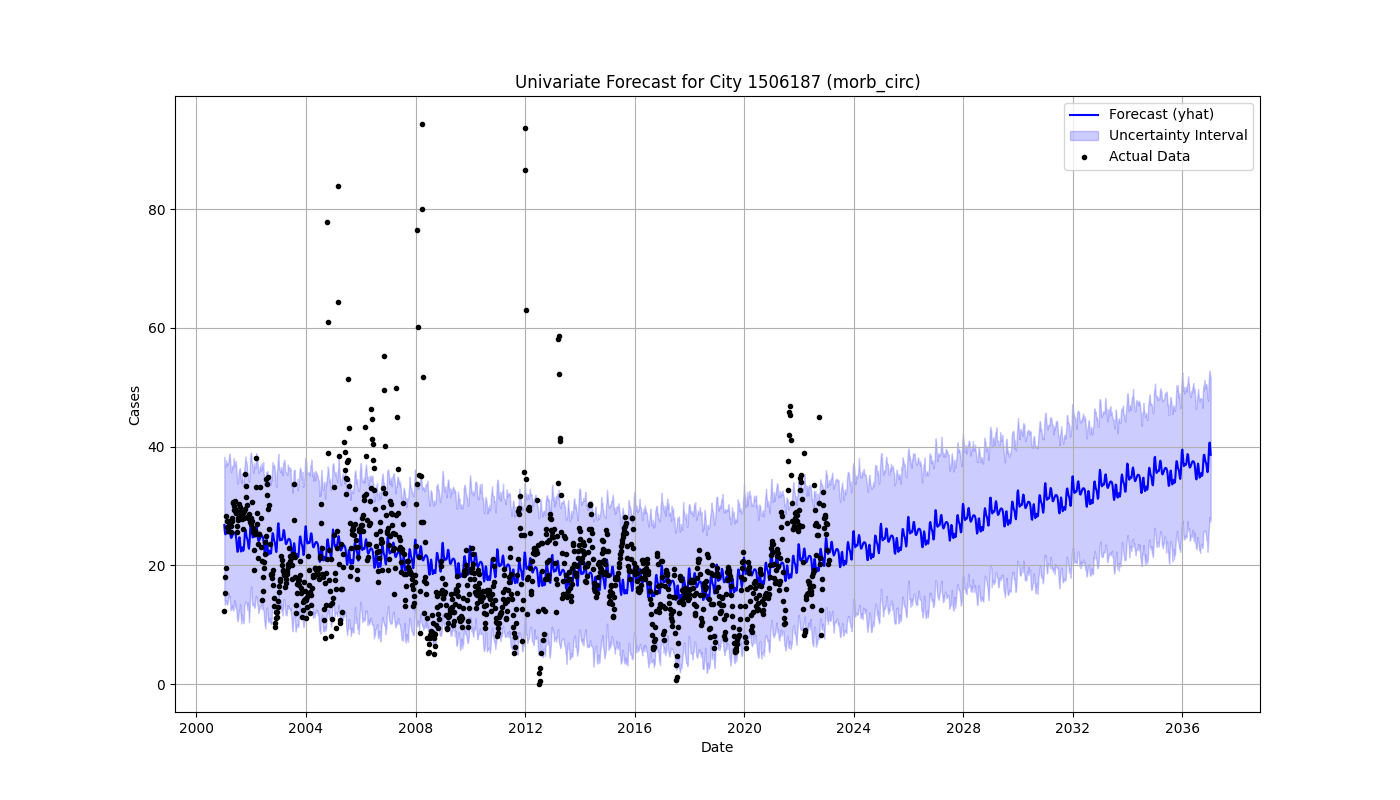 Univariate Forecast for City 1506187 (morb_circ)
Forecast (yhat)
Uncertainty Interval
Actual Data
Cases
80
60
40
20
0
2000 2004 2008 2012 2016 2020 2024 2028 2032 2036
Date